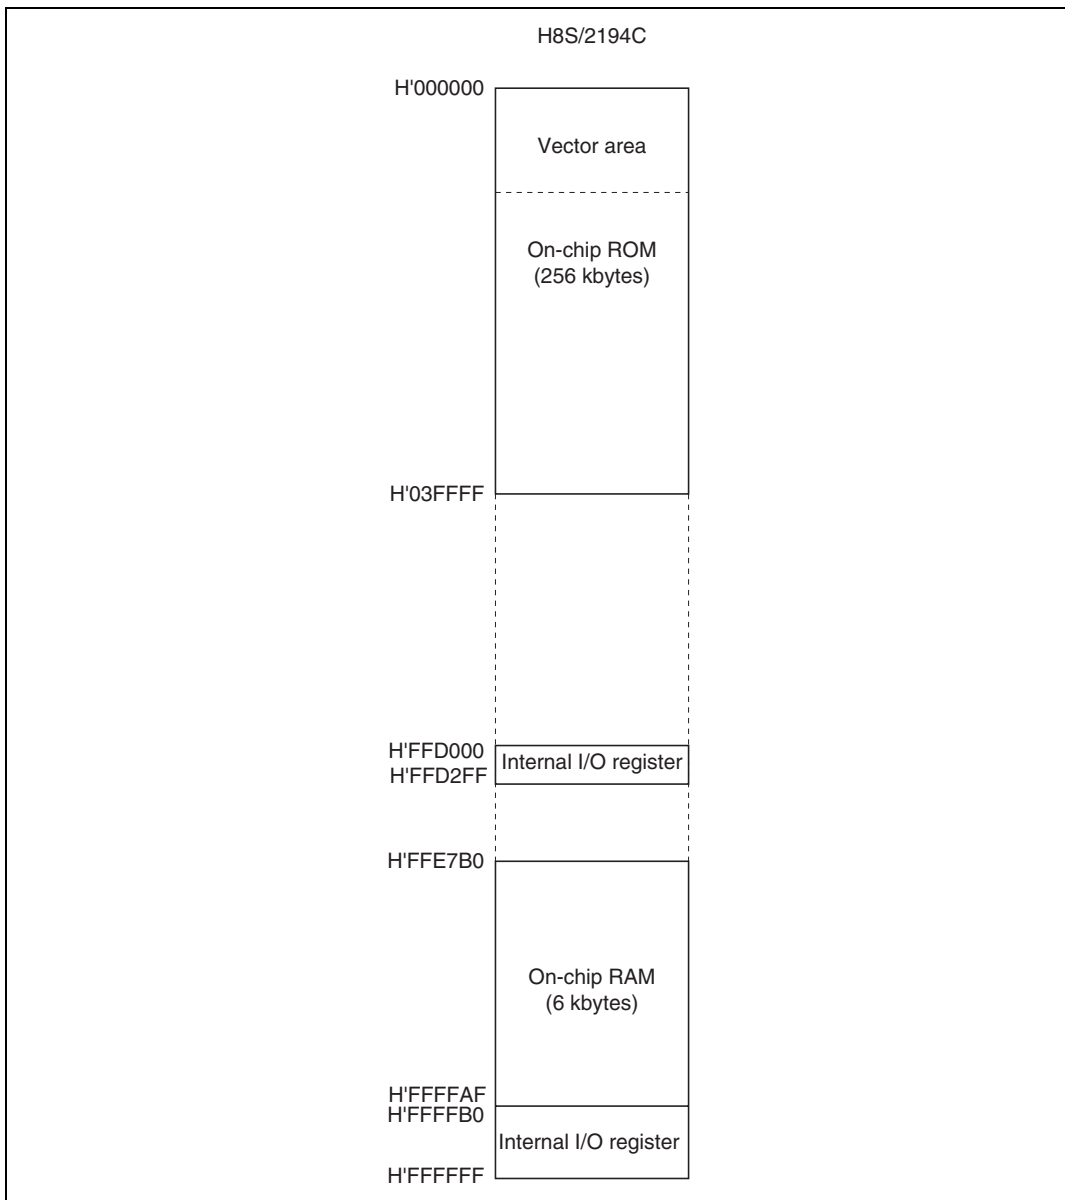 H8S/2194C
H'000000
Vector area
On-chip ROM
(256 kbytes)
H'03FFFF
H'FFD000
Internal I/O register
H'FFD2FF
H'FFE7B0
On-chip RAM
(6 kbytes)
H'FFFFAF
H'FFFFB0
Internal I/O register
H'FFFFFF